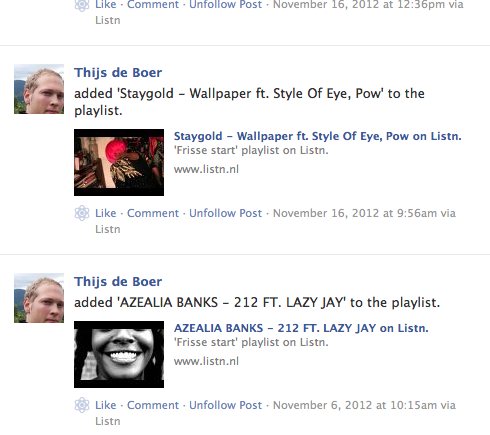 Like · Comment · Unfollow Post · November 16, 2012 at 12:36pm via
Listn
Thijs de Boer
added 'Staygold - Wallpaper ft. Style Of Eye, Pow' to the
playlist.
Staygold - Wallpaper ft. Style Of Eye, Pow on Listn.
'Frisse start' playlist on Listn.
www.listn.nl
Like · Comment · Unfollow Post · November 16, 2012 at 9:56am via
Listn
Thijs de Boer
added 'AZEALIA BANKS - 212 FT. LAZY JAY' to the playlist.
AZEALIA BANKS - 212 FT. LAZY JAY on Listn.
'Frisse start' playlist on Listn.
www.listn.nl
Like · Comment · Unfollow Post · November 6, 2012 at 10:15am via
Listn